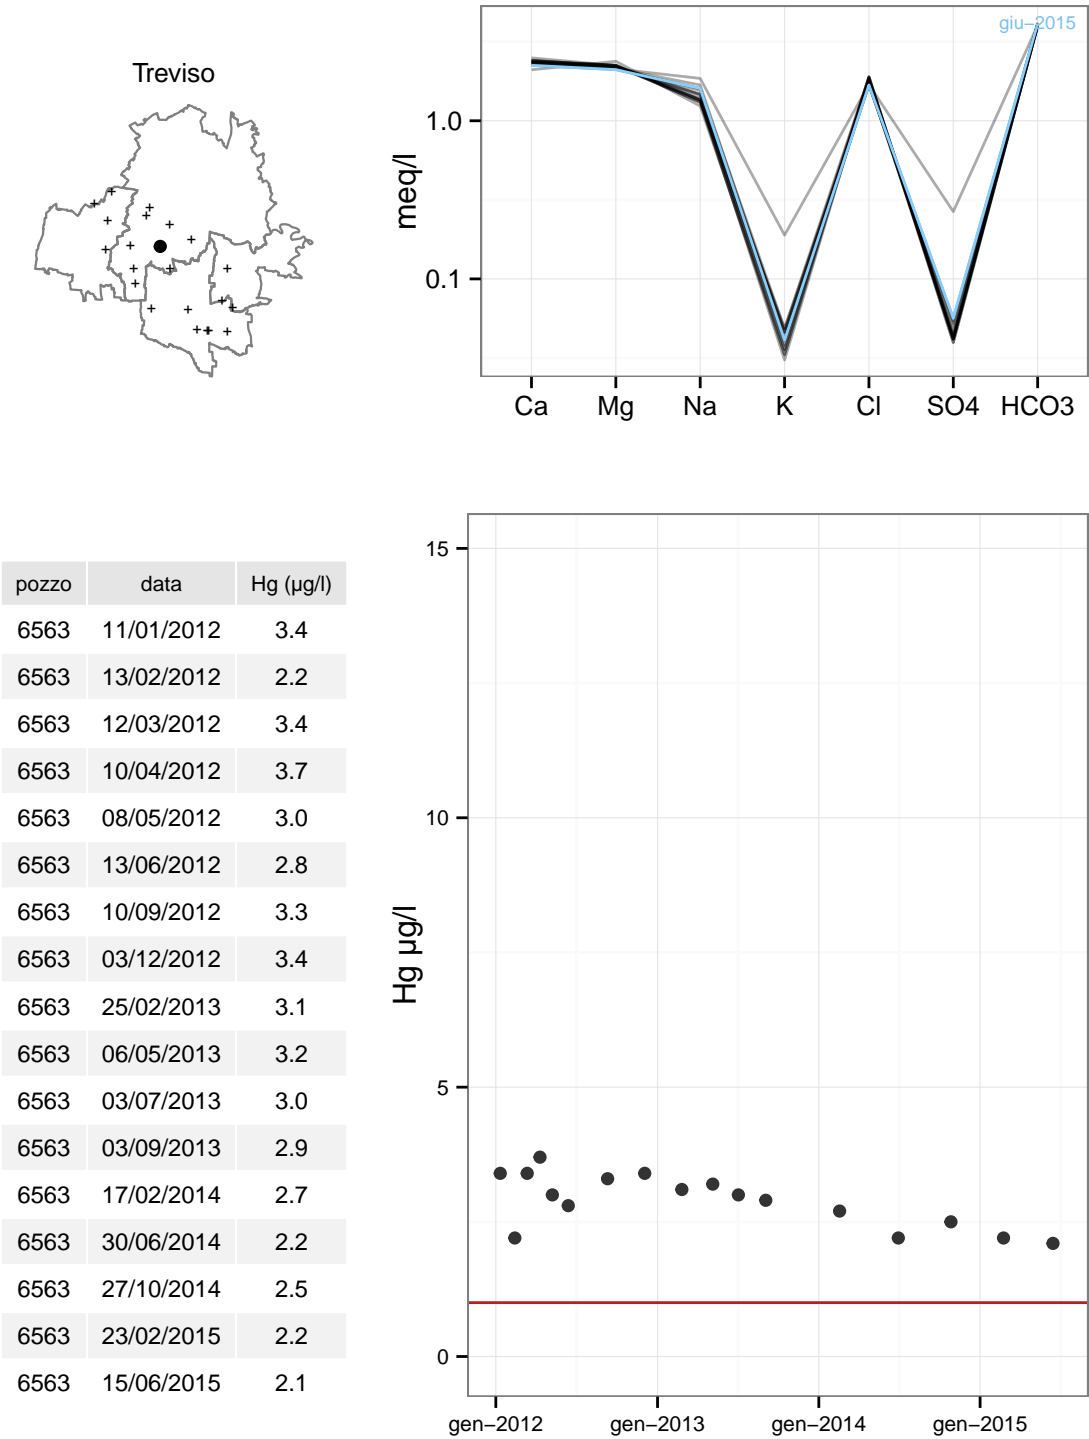 Treviso
giu−2015
1.0
0.1
meq/l
Ca Mg Na K Cl SO4 HCO3
pozzo data Hg (µg/l)
6563 11/01/2012 3.4
6563 13/02/2012 2.2
6563 12/03/2012 3.4
6563 10/04/2012 3.7
6563 08/05/2012 3.0
6563 13/06/2012 2.8
6563 10/09/2012 3.3
6563 03/12/2012 3.4
6563 25/02/2013 3.1
6563 06/05/2013 3.2
6563 03/07/2013 3.0
6563 03/09/2013 2.9
6563 17/02/2014 2.7
6563 30/06/2014 2.2
6563 27/10/2014 2.5
6563 23/02/2015 2.2
6563 15/06/2015 2.1
15
10
5
0
Hg µg/l
gen−2012 gen−2013 gen−2014 gen−2015